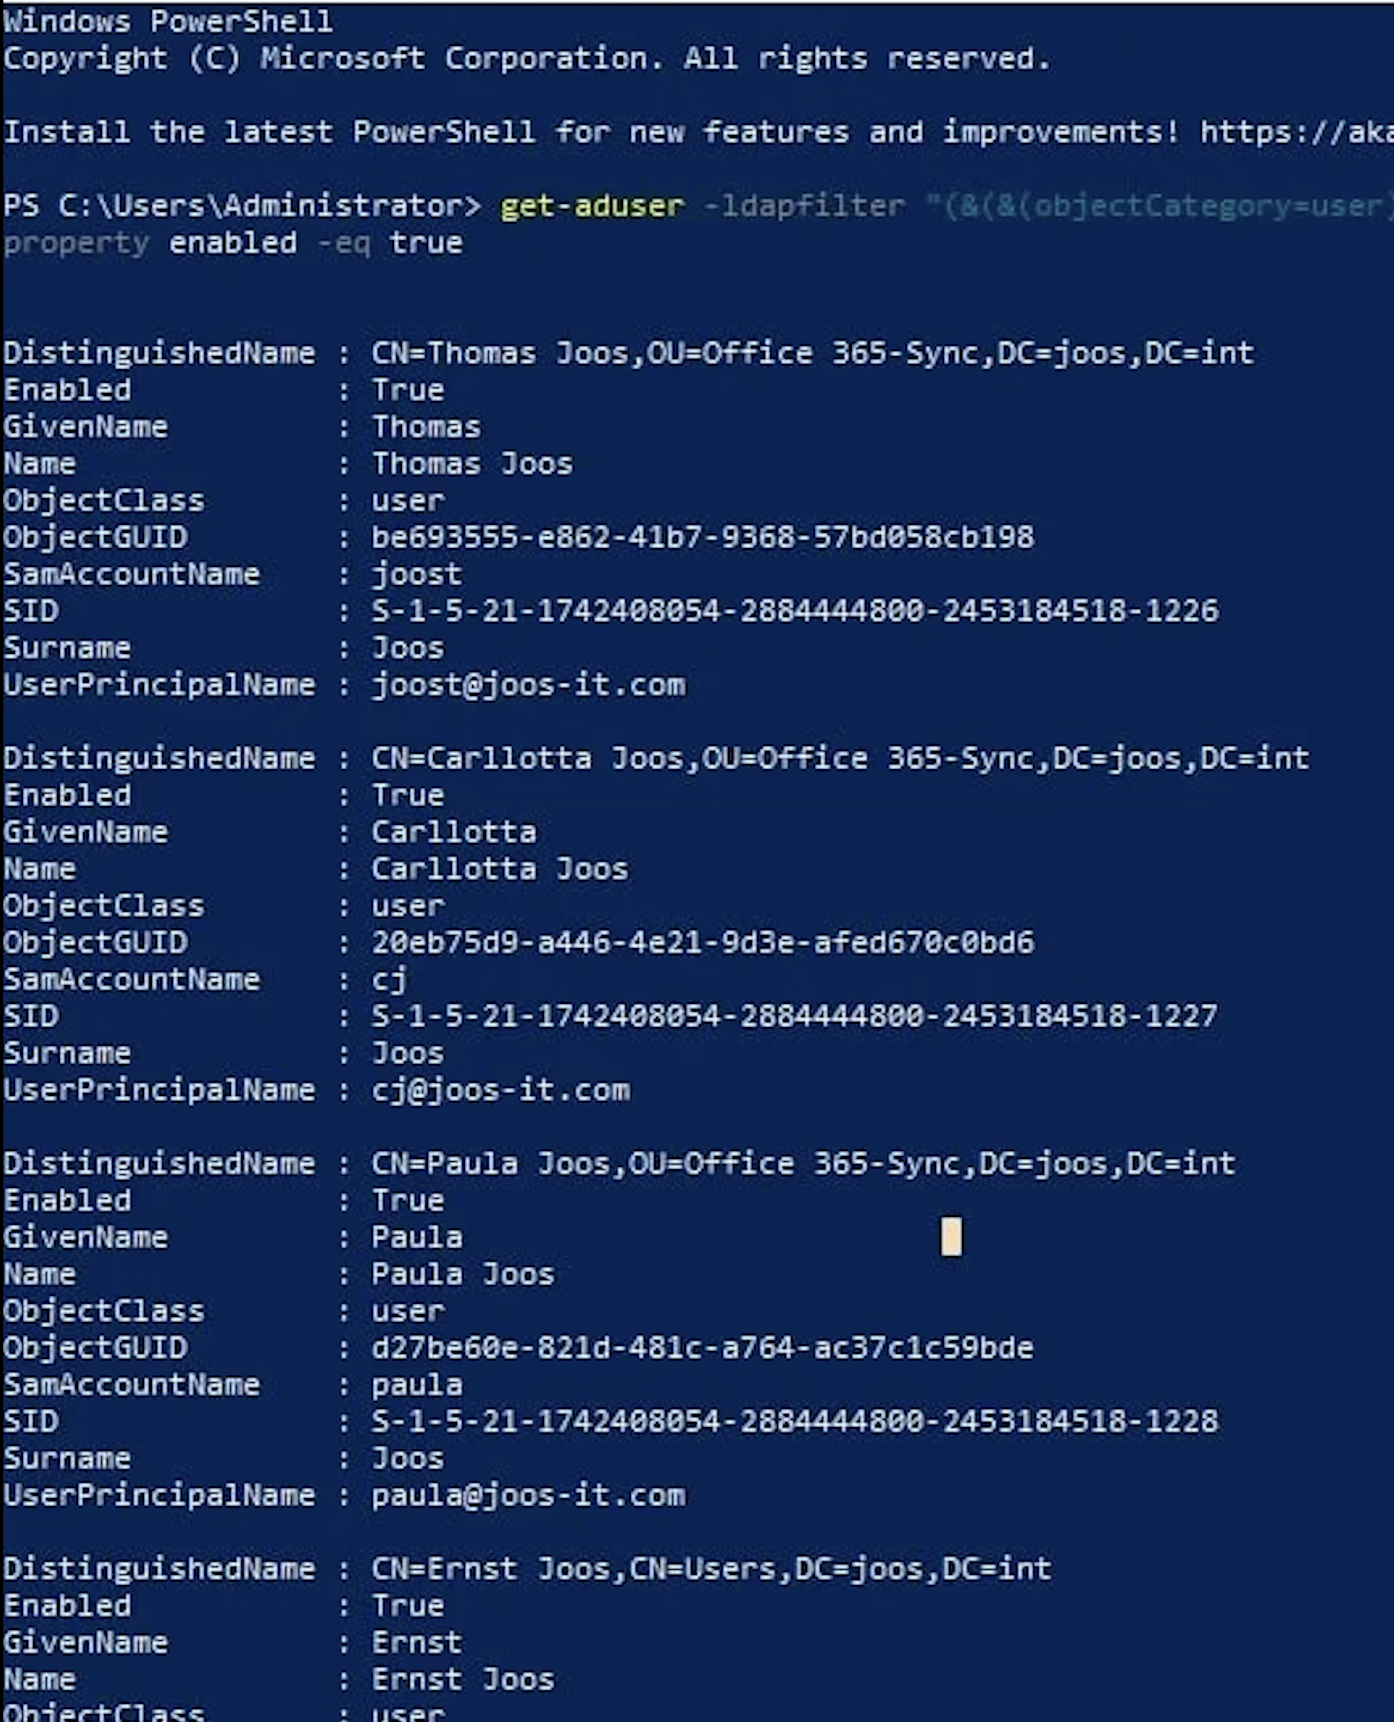 Windows PowerShell
Copyright (C) Microsoft Corporation. All rights reserved.
Install the latest PowerShell for new features and improvements! https://aka
PS C:\Users\Administrator> get-aduser -ldapfilter "(&(&(objectCategory=user)
property enabled -eq true
DistinguishedName : CN=Thomas Joos,OU=Office 365-Sync,DC=joos,DC=int
Enabled : True
GivenName : Thomas
Name : Thomas Joos
ObjectClass : user
ObjectGUID : be693555-e862-41b7-9368-57bd058cb198
SamAccountName : joost
SID : S-1-5-21-1742408054-2884444800-2453184518-1226
Surname : Joos
UserPrincipalName : joost@joos-it.com
DistinguishedName : CN=Carllotta Joos,OU=Office 365-Sync,DC=joos,DC=int
Enabled : True
GivenName : Carllotta
Name : Carllotta Joos
ObjectClass : user
ObjectGUID : 20eb75d9-a446-4e21-9d3e-afed670c0bd6
SamAccountName : cj
SID : S-1-5-21-1742408054-2884444800-2453184518-1227
Surname : Joos
UserPrincipalName : cj@joos-it.com
DistinguishedName : CN=Paula Joos,OU=Office 365-Sync,DC=joos,DC=int
Enabled : True
GivenName : Paula
Name : Paula Joos
ObjectClass : user
ObjectGUID : d27be60e-821d-481c-a764-ac37c1c59bde
SamAccountName : paula
SID : S-1-5-21-1742408054-2884444800-2453184518-1228
Surname : Joos
UserPrincipalName : paula@joos-it.com
DistinguishedName : CN=Ernst Joos,CN=Users,DC=joos,DC=int
Enabled : True
GivenName : Ernst
Name : Ernst Joos
ObjectClass : user